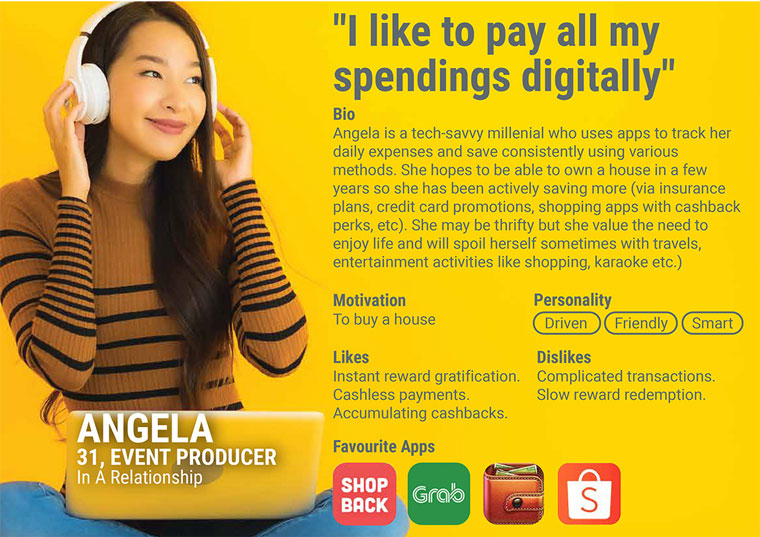 "I like to pay all my
spendings digitally"
Bio
Angela is a tech-savvy millenial who uses apps to track her
daily expenses and save consistently using various
methods. She hopes to be able to own a house in a few
years so she has been actively saving more (via insurance
plans, credit card promotions, shopping apps with cashback
perks, etc). She may be thrifty but she value the need to
enjoy life and will spoil herself sometimes with travels,
entertainment activities like shopping, karaoke etc.)
Motivation
To buy a house
Personality
Driven Friendly Smart
Likes
Instant reward gratification.
Cashless payments.
Accumulating cashbacks.
Dislikes
Complicated transactions.
Slow reward redemption.
Favourite Apps
SHOP
BACK
Grab
S
ANGELA
31, EVENT PRODUCER
In A Relationship